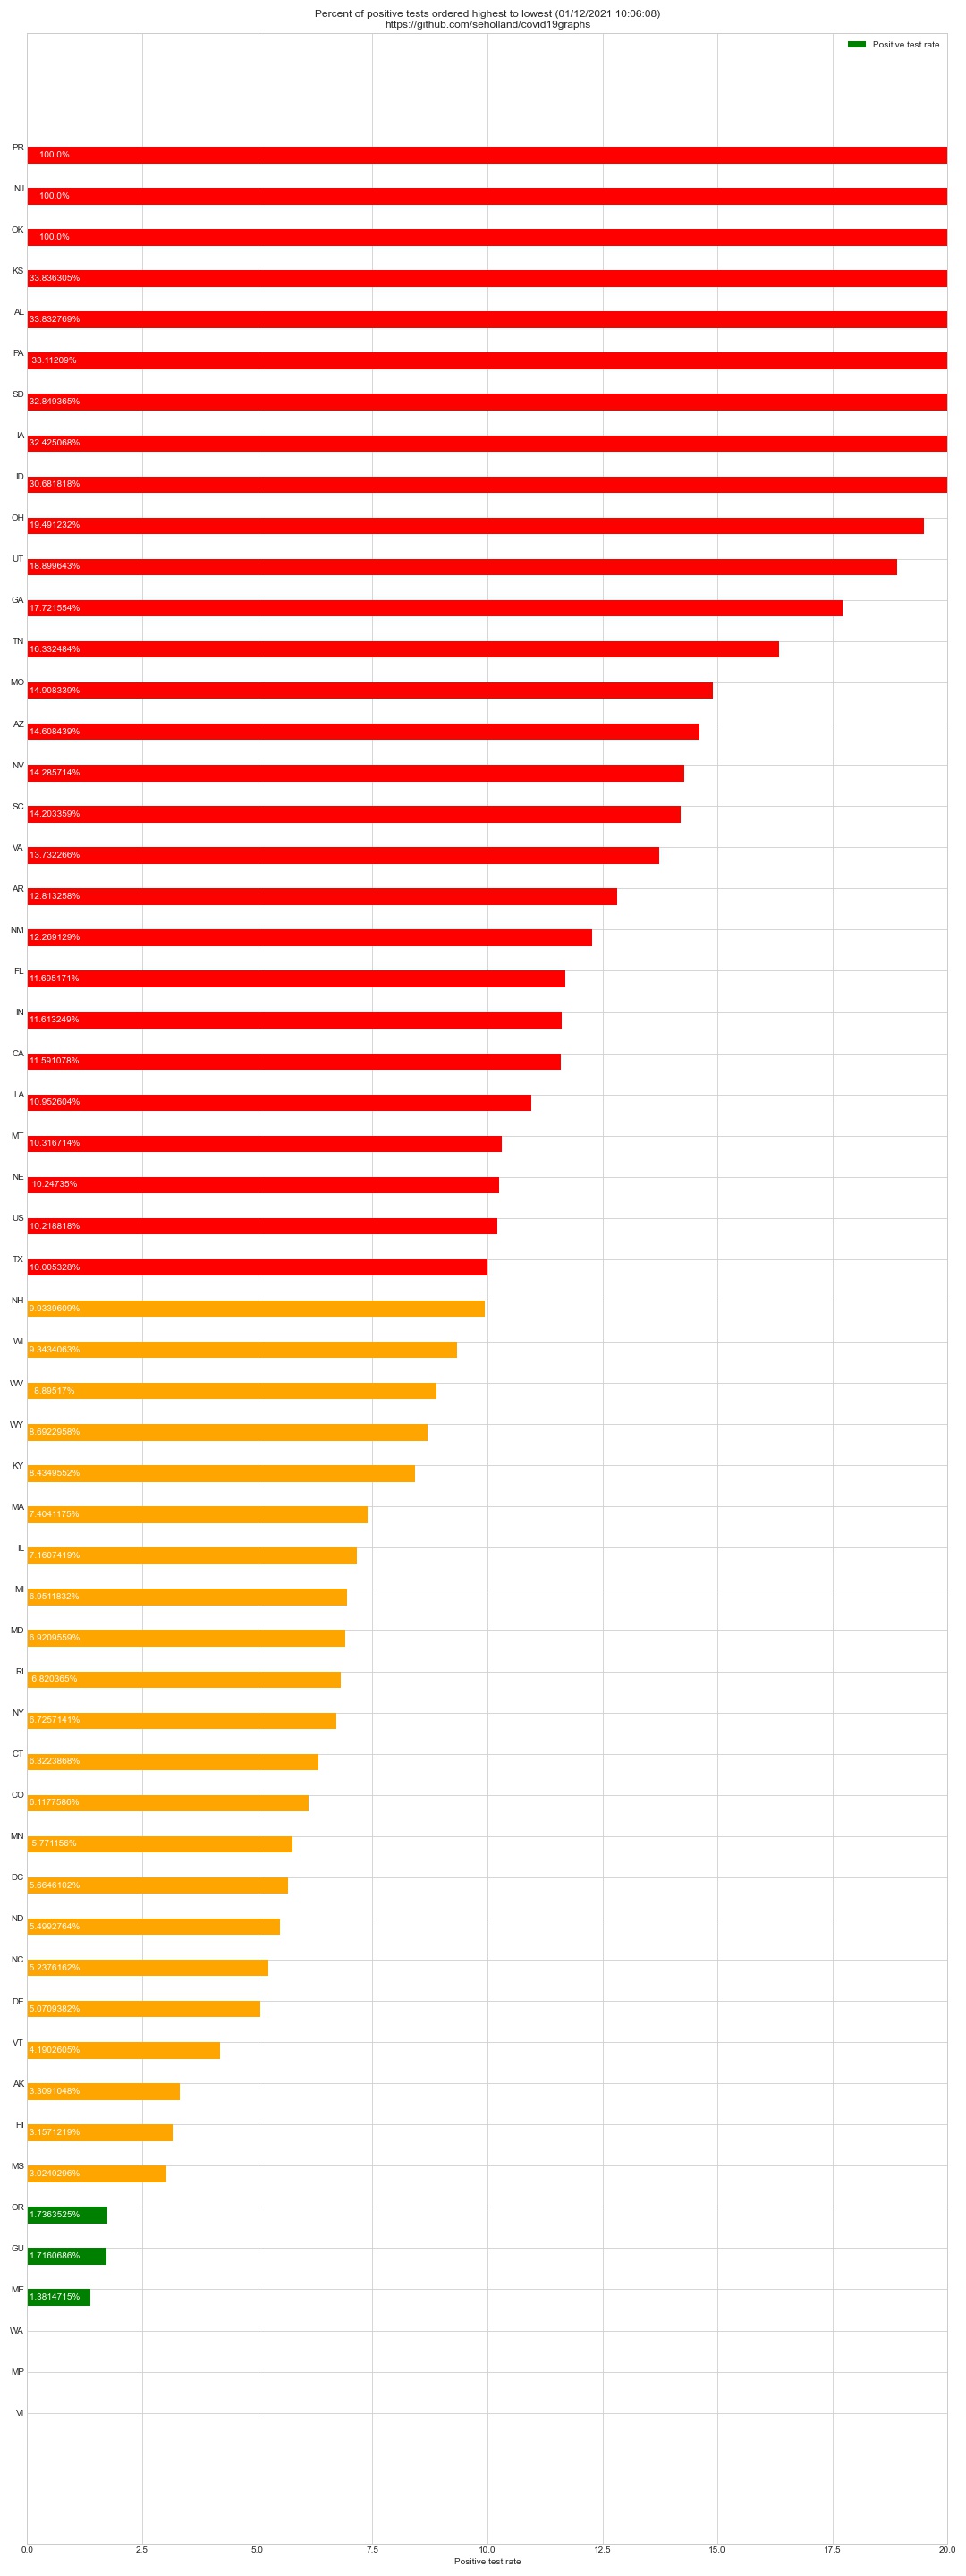 Percent of positive tests ordered highest to lowest (01/12/2021 10:06:08)
https://github.com/seholland/covid19graphs
Positive test rate
PR 100.0%
NJ 100.0%
OK 100.0%
KS 33.836305%
AL 33.832769%
PA 33.11209%
SD 32.849365%
IA 32.425068%
ID 30.681818%
OH 19.491232%
UT 18.899643%
GA 17.721554%
TN 16.332484%
MO 14.908339%
AZ 14.608439%
NV 14.285714%
SC 14.203359%
VA 13.732266%
AR 12.813258%
NM 12.269129%
FL 11.695171%
IN 11.613249%
CA 11.591078%
LA 10.952604%
MT 10.316714%
NE 10.24735%
US 10.218818%
TX 10.005328%
NH 9.9339609%
WI 9.3434063%
WV 8.89517%
WY 8.6922958%
KY 8.4349552%
MA 7.4041175%
IL 7.1607419%
MI 6.9511832%
MD 6.9209559%
RI 6.820365%
NY 6.7257141%
CT 6.3223868%
CO 6.1177586%
MN 5.771156%
DC 5.6646102%
ND 5.4992764%
NC 5.2376162%
DE 5.0709382%
VT 4.1902605%
AK 3.3091048%
HI 3.1571219%
MS 3.0240296%
OR 1.7363525%
GU 1.7160686%
ME 1.3814715%
WA
MP
VI
0.0 2.5 5.0 7.5 10.0 12.5 15.0 17.5 20.0
Positive test rate